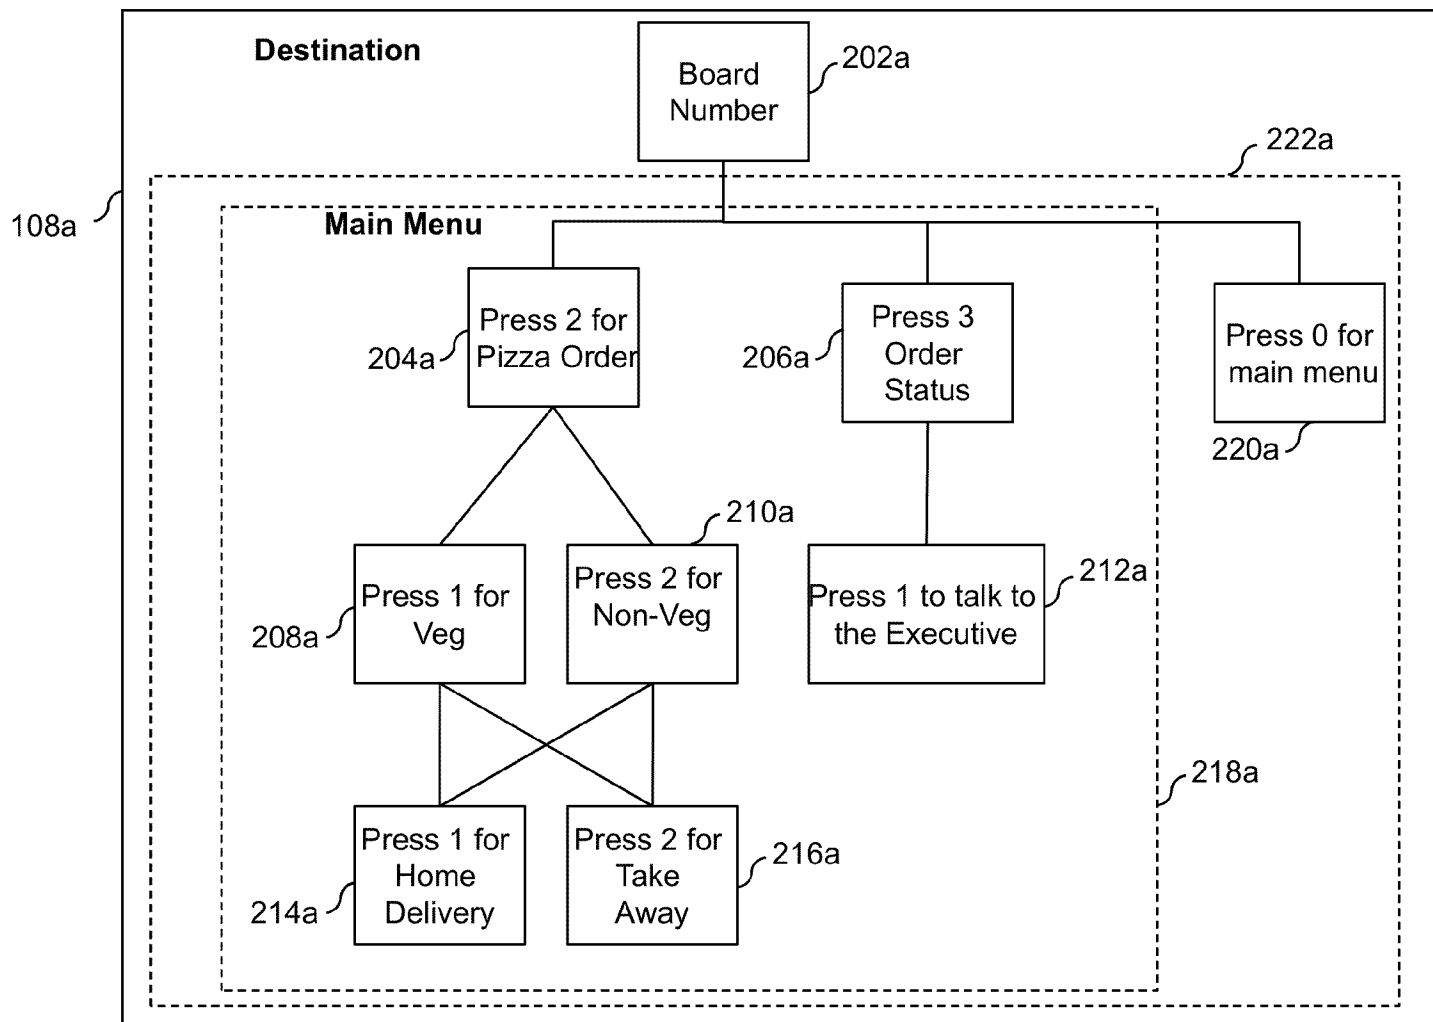 Destination
Board
Number
202a
222a
108a
Main Menu
Press 2 for
Pizza Order
204a
Press 3
Order
Status
206a
Press 0 for
main menu
220a
210a
Press 1 for
Veg
208a
Press 2 for
Non-Veg
Press 1 to talk to
the Executive
212a
218a
Press 1 for
Home
Delivery
214a
Press 2 for
Take
Away
216a